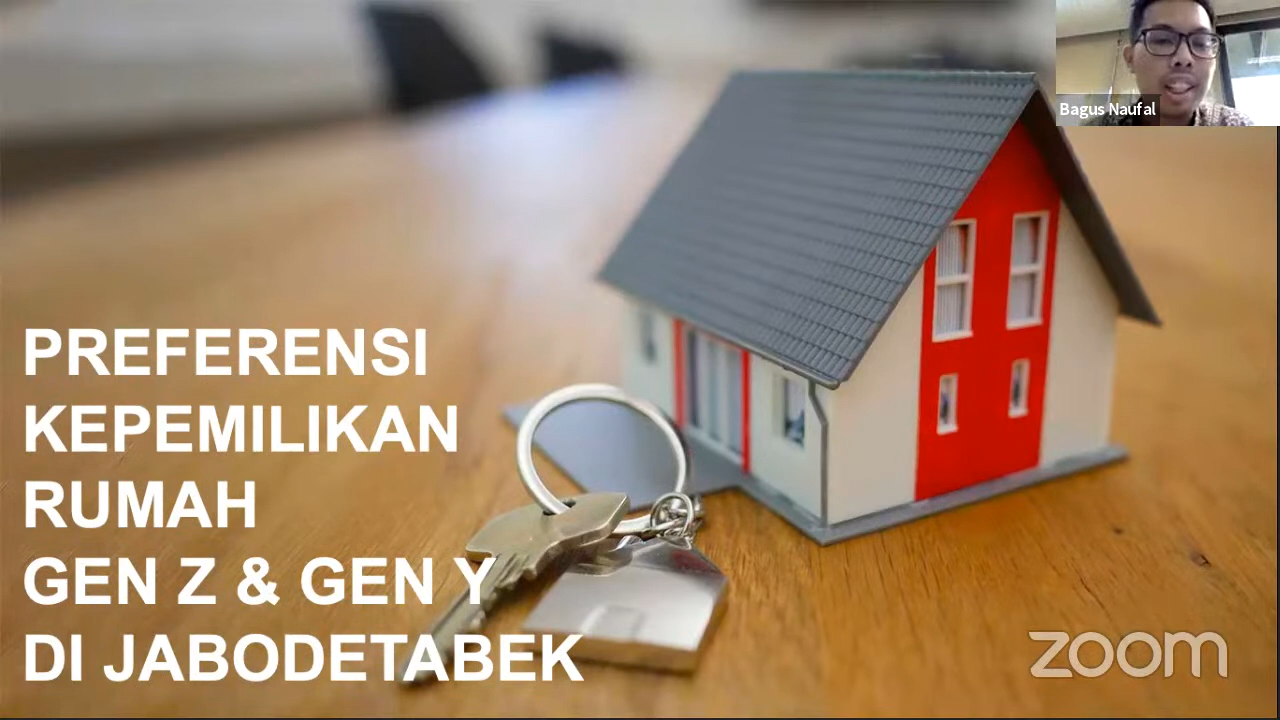 Bagus Naufal
PREFERENSI
KEPEMILIKAN
RUMAH
GEN Z & GEN Y
DI JABODETABEK
zoom